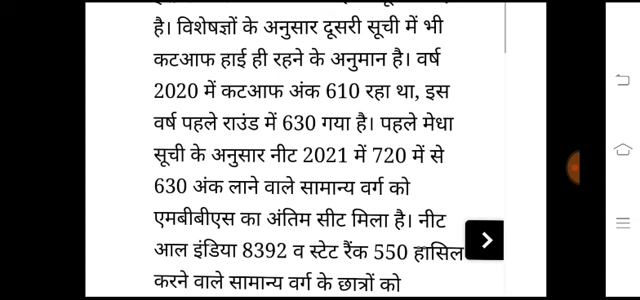 है। विशेषज्ञों के अनुसार दूसरी सूची में भी
कटआफ हाई ही रहने के अनुमान है। वर्ष
2020 में कटआफ अंक 610 रहा था, इस
वर्ष पहले राउंड में 630 गया है। पहले मेधा
सूची के अनुसार नीट 2021 में 720 में से
630 अंक लाने वाले सामान्य वर्ग को
एमबीबीएस का अंतिम सीट मिला है। नीट
आल इंडिया 8392 व स्टेट रैंक 550 हासिल
करने वाले सामान्य वर्ग के छात्रों को